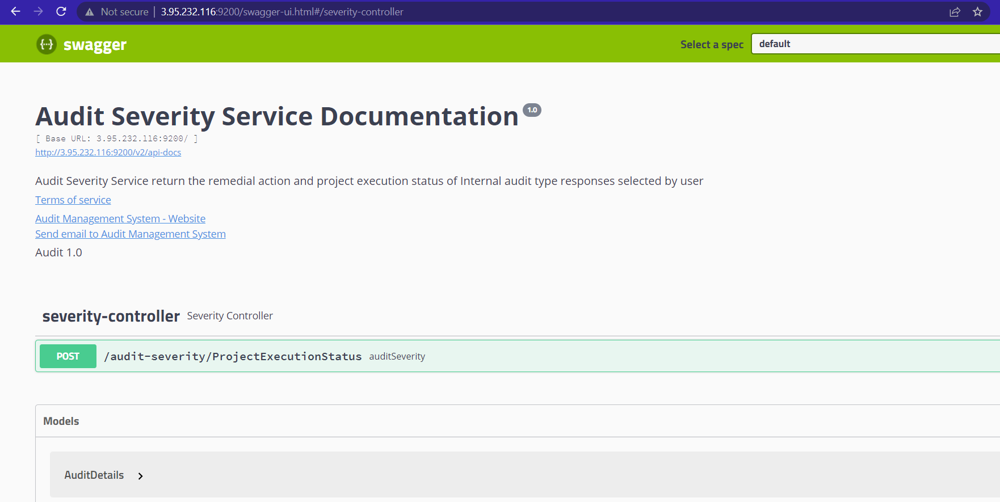 Not secure | 3.95.232.116:9200/swagger-ui.html#/severity-controller
{···} swagger
Select a spec default
Audit Severity Service Documentation 1.0
[ Base URL: 3.95.232.116:9200/ ]
http://3.95.232.116:9200/v2/api-docs
Audit Severity Service return the remedial action and project execution status of Internal audit type responses selected by user
Terms of service
Audit Management System - Website
Send email to Audit Management System
Audit 1.0
severity-controller Severity Controller
POST /audit-severity/ProjectExecutionStatus auditSeverity
Models
AuditDetails